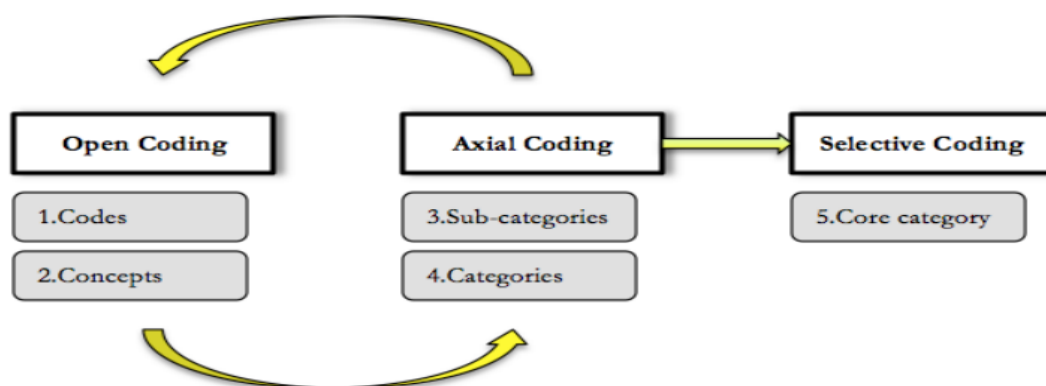 Open Coding
Axial Coding
Selective Coding
1.Codes
3.Sub-categories
5.Core category
2.Concepts
4.Categories